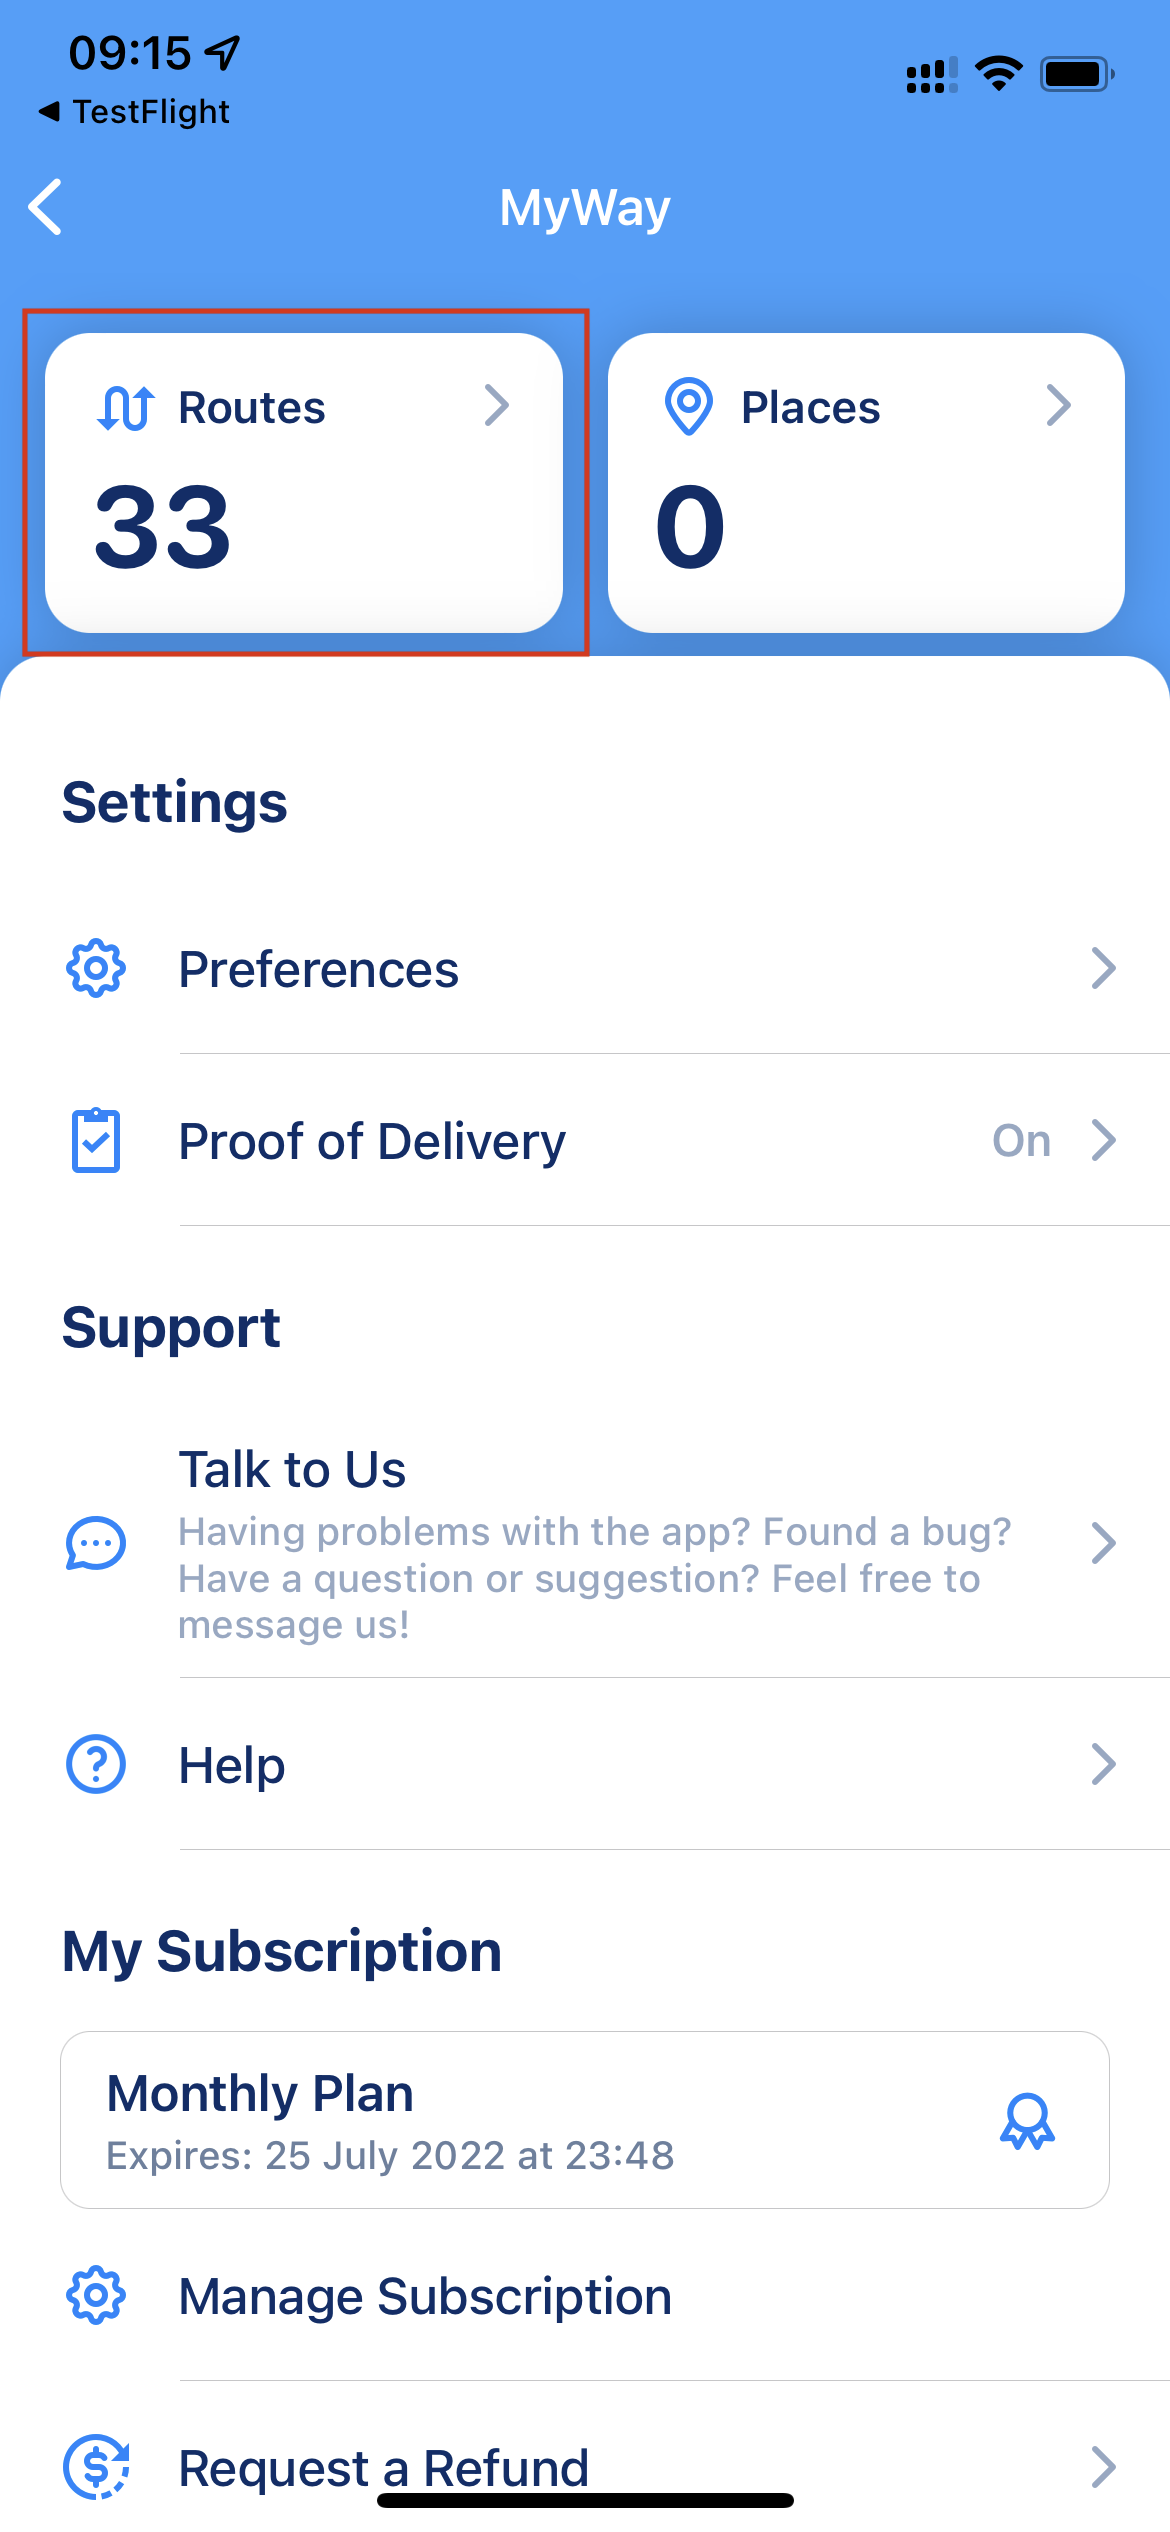 09:15
◀ TestFlight
MyWay
Routes
33
Places
0
Settings
Preferences
Proof of Delivery On
Support
Talk to Us
Having problems with the app? Found a bug?
Have a question or suggestion? Feel free to
message us!
Help
My Subscription
Monthly Plan
Expires: 25 July 2022 at 23:48
Manage Subscription
Request a Refund